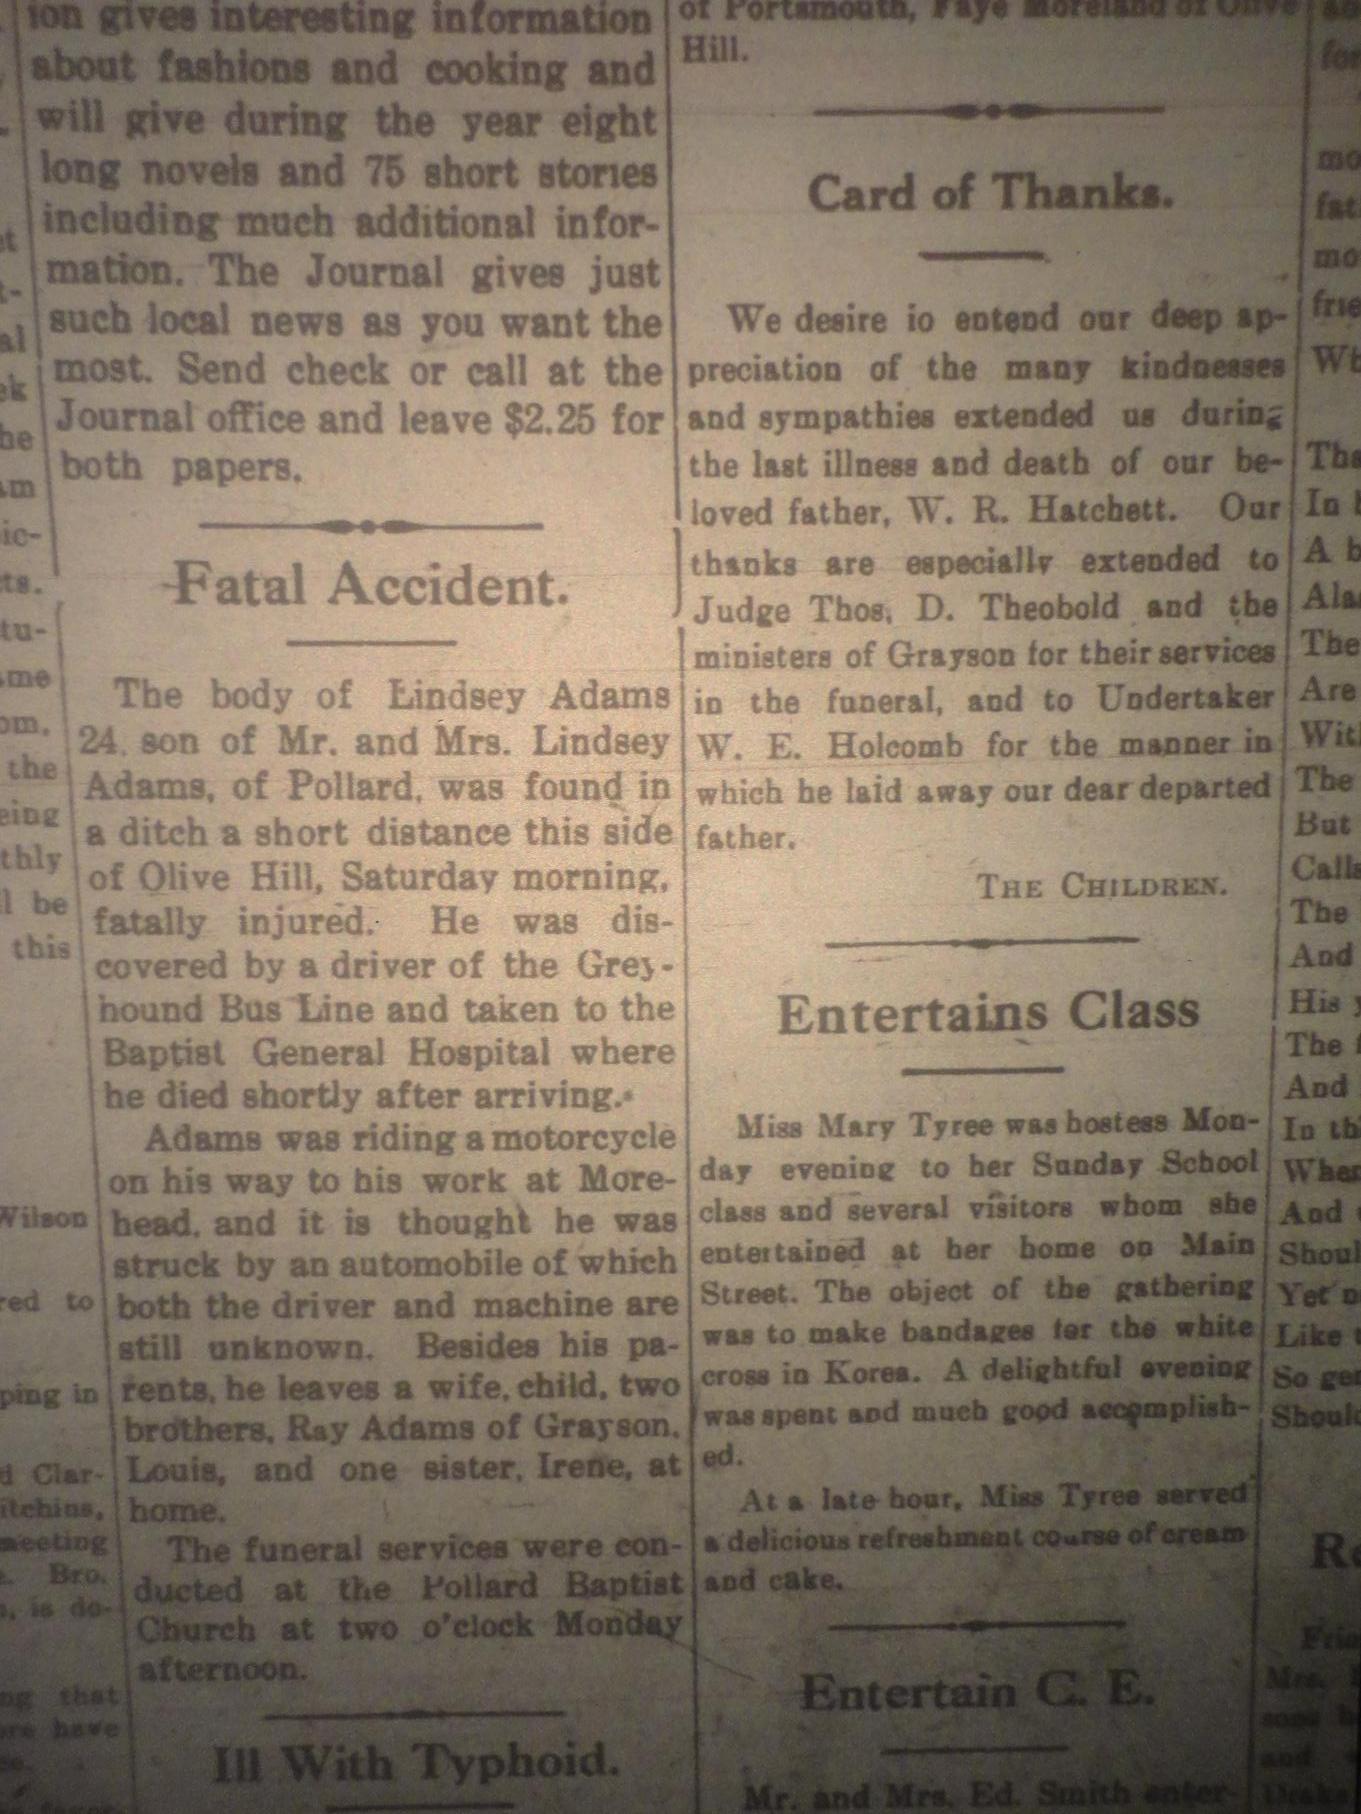 ion gives interesting information
about fashions and cooking and
will give during the year eight
long novels and 75 short stories
including much additional infor-
mation. The Journal gives just
such local news as you want the
most. Send check or call at the
Journal office and leave $2.25 for
both papers.
Fatal Accident.
The body of Lindsey Adams
24, son of Mr. and Mrs. Lindsey
Adams, of Pollard, was found in
a ditch a short distance this side
of Olive Hill, Saturday morning,
fatally injured. He was dis-
covered by a driver of the Grey-
hound Bus Line and taken to the
Baptist General Hospital where
he died shortly after arriving.
Adams was riding a motorcycle
on his way to his work at More-
head, and it is thought he was
struck by an automobile of which
both the driver and machine are
still unknown. Besides his pa-
rents, he leaves a wife, child, two
brothers, Ray Adams of Grayson,
Louis, and one sister, Irene, at
home.
The funeral services were con-
ducted at the Pollard Baptist
Church at two o'clock Monday
afternoon.
Ill With Typhoid.
of Portsmouth, Faye Moreland of Olive
Hill.
Card of Thanks.
We desire io entend our deep ap-
preciation of the many kindnesses
and sympathies extended us during
the last illness and death of our be-
loved father, W. R. Hatchett. Our
thanks are especially extended to
Judge Thos. D. Theobold and the
ministers of Grayson for their services
in the funeral, and to Undertaker
W. E. Holcomb for the manner in
which he laid away our dear departed
father.
THE CHILDREN.
Entertains Class
Miss Mary Tyree was hostess Mon-
day evening to her Sunday School
class and several visitors whom she
entertained at her home on Main
Street. The object of the gathering
was to make bandages for the white
cross in Korea. A delightful evening
was spent and much good accomplish-
ed.
At a late hour, Miss Tyree served
a delicious refreshment course of cream
and cake.
Entertain C. E.
Mr. and Mrs. Ed. Smith enter-
Are
The
But
The
And
His
The
And
And
Like